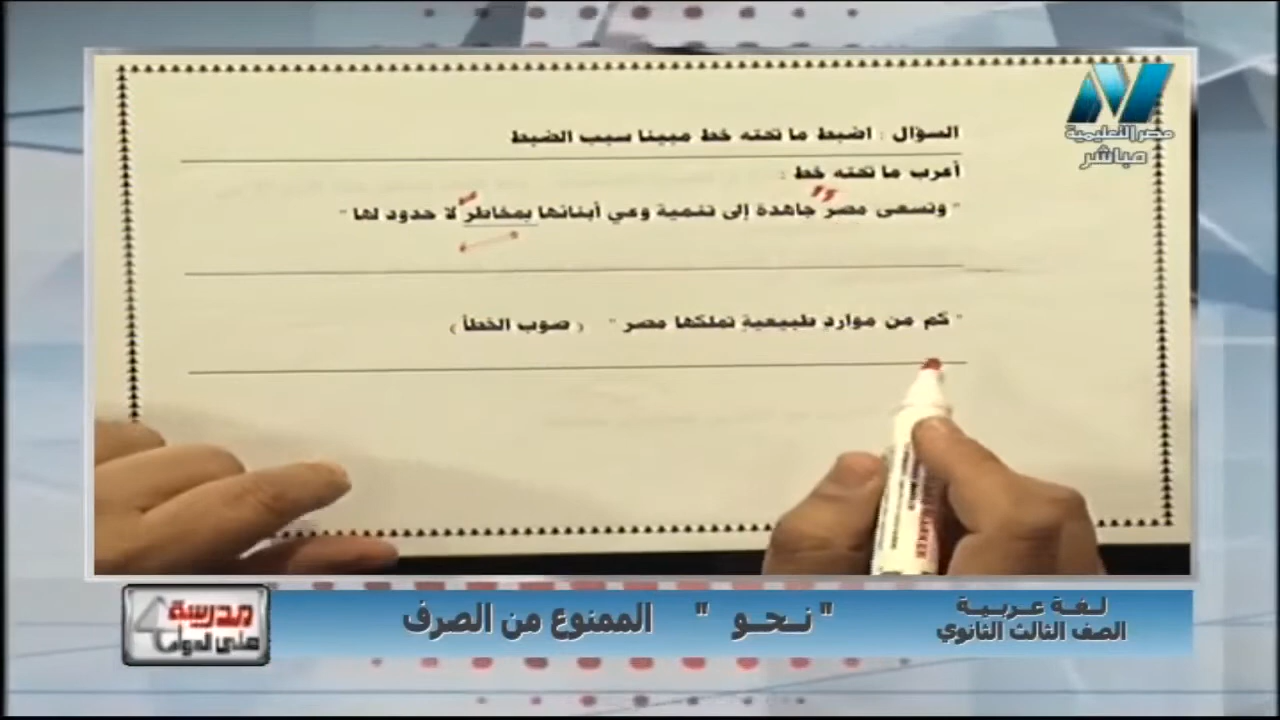 مصر التعليمية
مباشر
السؤال : اضبط ما تحته خط مبينا سبب الضبط
أعرب ما تحته خط :
" وتسعى مصر جاهدة إلى تنمية وعي أبنائها بمخاطر لا حدود لها "
" كم من موارد طبيعية تملكها مصر " ( صوب الخطأ )
لغة عربية
الصف الثالث الثانوي
" نحو " الممنوع من الصرف
مدرسة
على الهواء